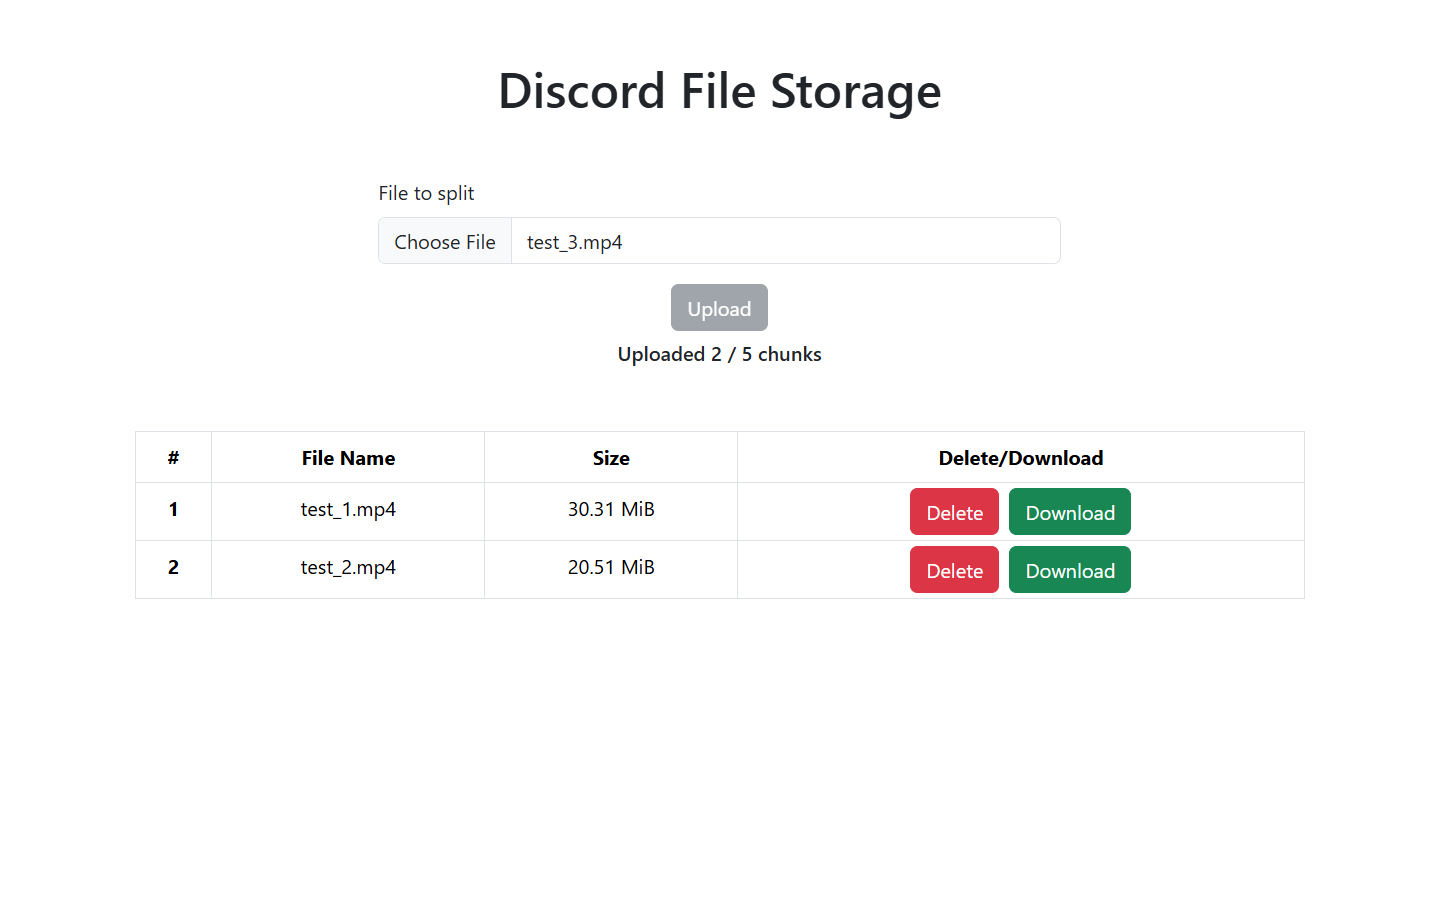 Discord File Storage
File to split
Choose File test_3.mp4
Upload
Uploaded 2 / 5 chunks
# File Name Size Delete/Download
1 test_1.mp4 30.31 MiB Delete Download
2 test_2.mp4 20.51 MiB Delete Download